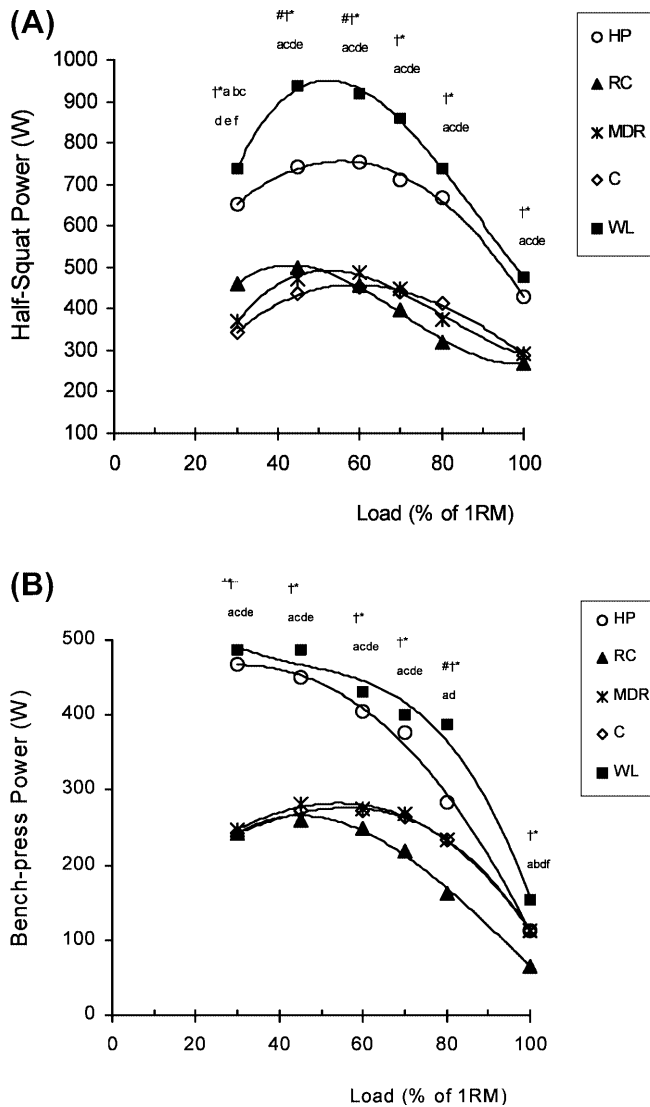 (A)
#†*
acde
#†*
acde
†*
acde
†*a bc
d e f
†*
acde
†*
acde
1000
900
800
700
600
500
400
300
200
100
Half-Squat Power (W)
0
20
40
60
80
100
Load (% of 1RM)
HP
RC
MDR
C
WL
(B)
acde
†*
acde
†*
acde
†*
acde
#†*
ad
†*
abdf
500
400
300
200
100
0
Bench-press Power (W)
0
20
40
60
80
100
Load (% of 1RM)
HP
RC
MDR
C
WL